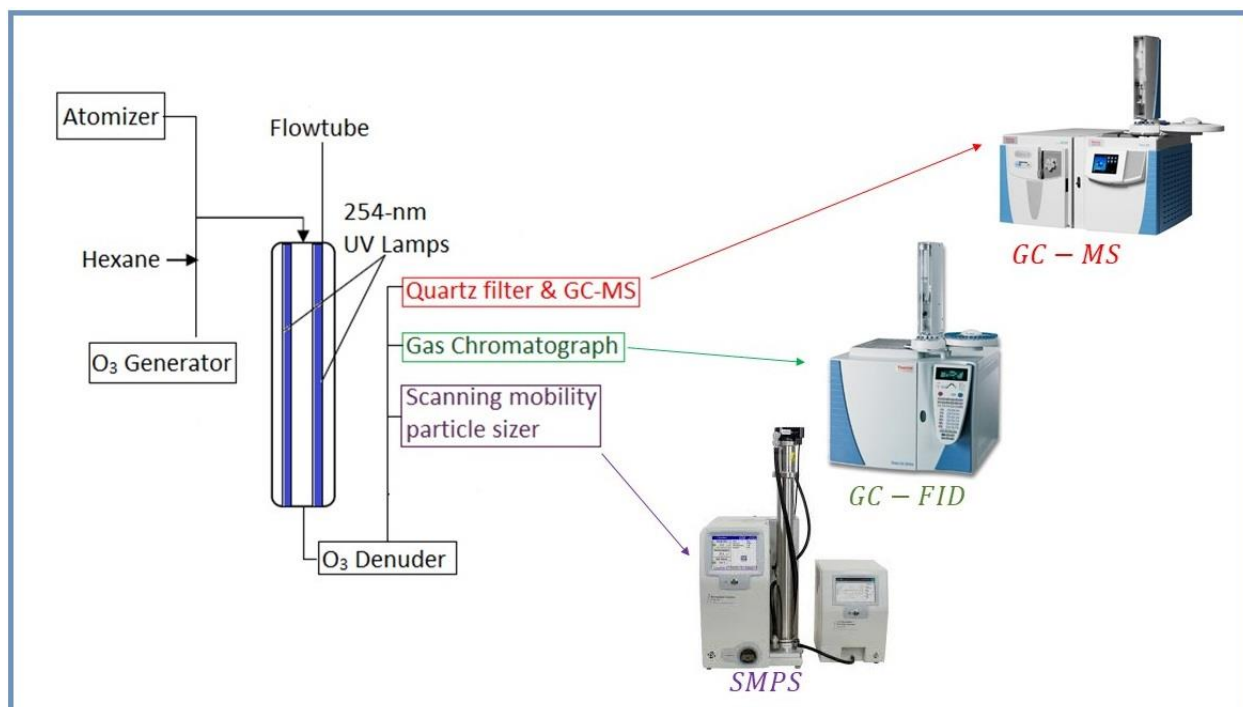 Atomizer
Flowtube
254-nm
UV Lamps
Hexane
O₃ Generator
O₃ Denuder
Quartz filter & GC-MS
Gas Chromatograph
Scanning mobility
particle sizer
GC – MS
GC – FID
SMPS